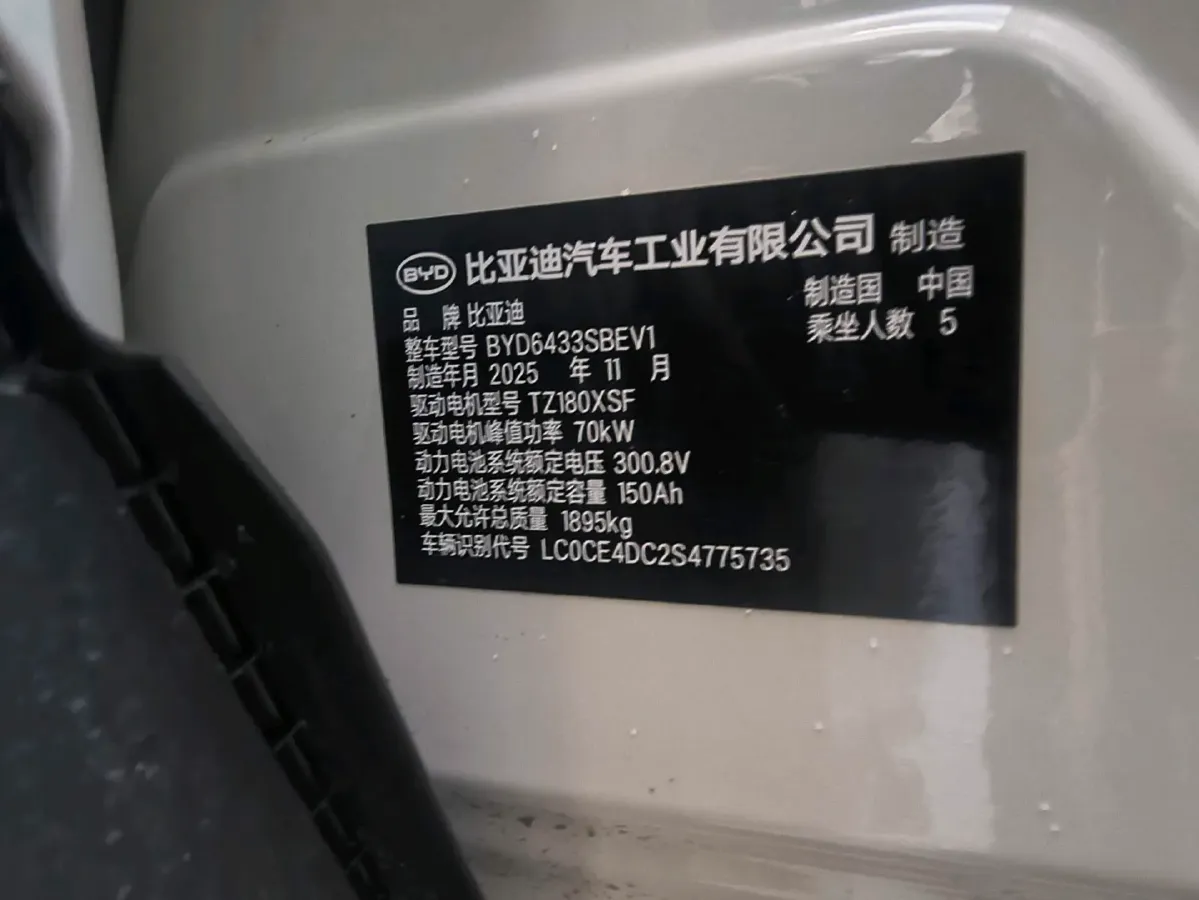 BYD 比亚迪汽车工业有限公司 制造
品 牌 比亚迪
制造国 中国
整车型号 BYD6433SBEV1
乘坐人数 5
制造年月 2025 年 11 月
驱动电机型号 TZ180XSF
驱动电机峰值功率 70kW
动力电池系统额定电压 300.8V
动力电池系统额定容量 150Ah
最大允许总质量 1895kg
车辆识别代号 LC0CE4DC2S4775735